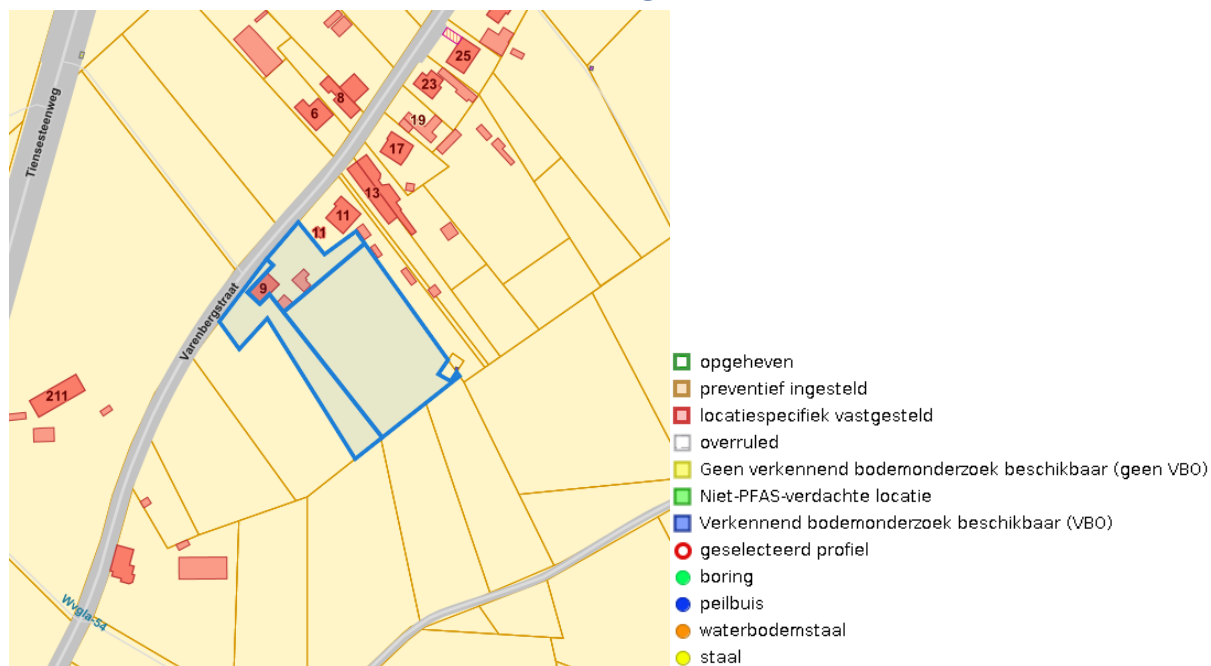 25
23
8
6
19
17
Tiensesteenweg
13
11
11
9
Varenbergstraat
211
Wvgla-54
opgeheven
preventief ingesteld
locatiespecifiek vastgesteld
overruled
Geen verkennend bodemonderzoek beschikbaar (geen VBO)
Niet-PFAS-verdachte locatie
Verkennend bodemonderzoek beschikbaar (VBO)
geselecteerd profiel
boring
peilbuis
waterbodemstaal
staal